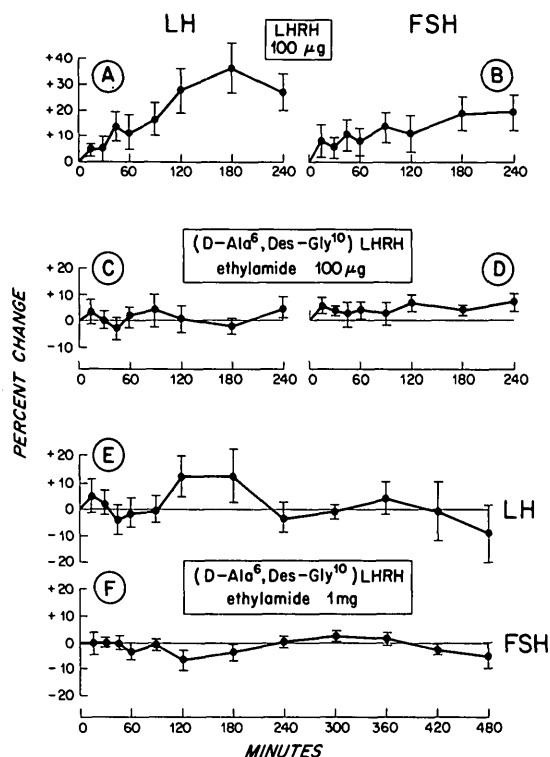 LH
LHRH
100 μg
FSH
+40
+30
+20
+10
0
A
B
0 60 120 180 240
0 60 120 180 240
(D-Ala⁶, Des-Gly¹⁰) LHRH
ethylamide 100 μg
+20
+10
0
-10
C
D
0 60 120 180 240
0 60 120 180 240
PERCENT CHANGE
+20
+10
0
-10
-20
E
LH
(D-Ala⁶, Des-Gly¹⁰) LHRH
ethylamide 1 mg
+20
+10
0
-10
-20
F
FSH
0 60 120 180 240 300 360 420 480
MINUTES